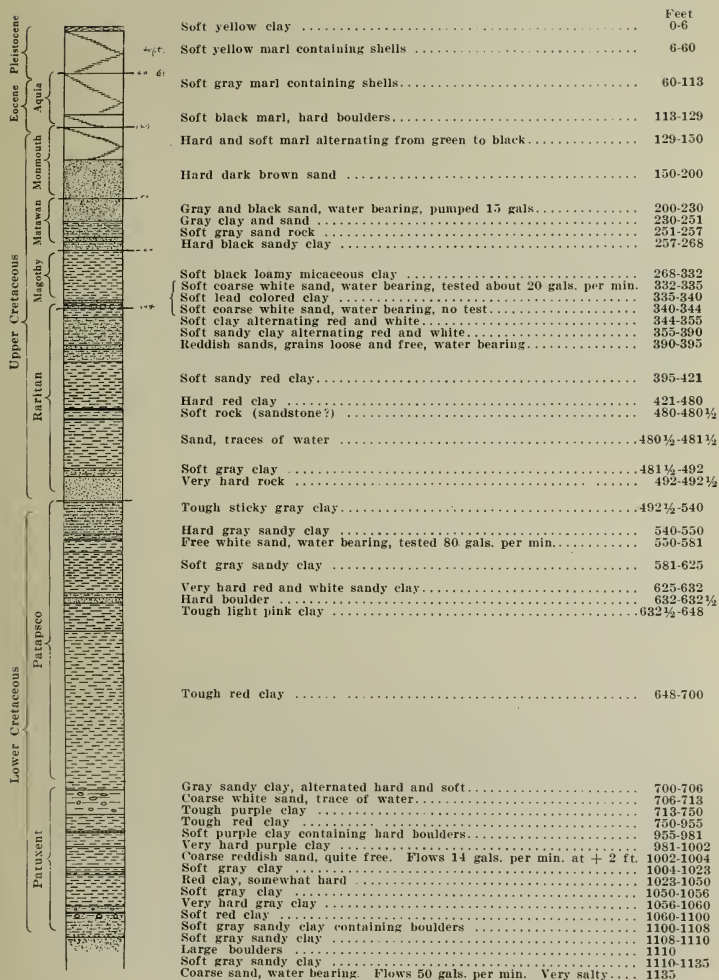 Feet
Soft yellow clay 0-6
Soft yellow marl containing shells 6-60
Soft gray marl containing shells 60-113
Soft black marl, hard boulders 113-129
Hard and soft marl alternating from green to black 129-150
Hard dark brown sand 150-200
Gray and black sand, water bearing, pumped 15 gals 200-230
Gray clay and sand 230-251
Soft gray sand rock 251-257
Hard black sandy clay 257-268
Soft black loamy micaceous clay 268-332
Soft coarse white sand, water bearing, tested about 20 gals. per min. 332-335
Soft lead colored clay 335-340
Soft coarse white sand, water bearing, no test 340-344
Soft clay alternating red and white 344-355
Soft sandy clay alternating red and white 355-390
Reddish sands, grains loose and free, water bearing 390-395
Soft sandy red clay 395-421
Hard red clay 421-480
Soft rock (sandstone?) 480-480½
Sand, traces of water 480½-481½
Soft gray clay 481½-492
Very hard rock 492-492½
Tough sticky gray clay 492½-540
Hard gray sandy clay 540-550
Free white sand, water bearing, tested 80 gals. per min. 550-581
Soft gray sandy clay 581-625
Very hard red and white sandy clay 625-632
Hard boulder 632-632½
Tough light pink clay 632½-648
Tough red clay 648-700
Gray sandy clay, alternated hard and soft 700-706
Coarse white sand, trace of water 706-713
Tough purple clay 713-750
Tough red clay 750-955
Soft purple clay containing hard boulders 955-981
Very hard purple clay 981-1002
Coarse reddish sand, quite free. Flows 14 gals. per min. at + 2 ft. 1002-1004
Soft gray clay 1004-1023
Red clay, somewhat hard 1023-1050
Soft gray clay 1050-1056
Very hard gray clay 1056-1060
Soft red clay 1060-1100
Soft gray sandy clay containing boulders 1100-1108
Soft gray sandy clay 1108-1110
Large boulders 1110
Soft gray sandy clay 1110-1135
Coarse sand, water bearing. Flows 50 gals. per min. Very salty 1135
Pleistocene
Eocene
Aquia
Upper Cretaceous
Monmouth
Matawan
Magothy
Raritan
Lower Cretaceous
Patapsco
Patuxent